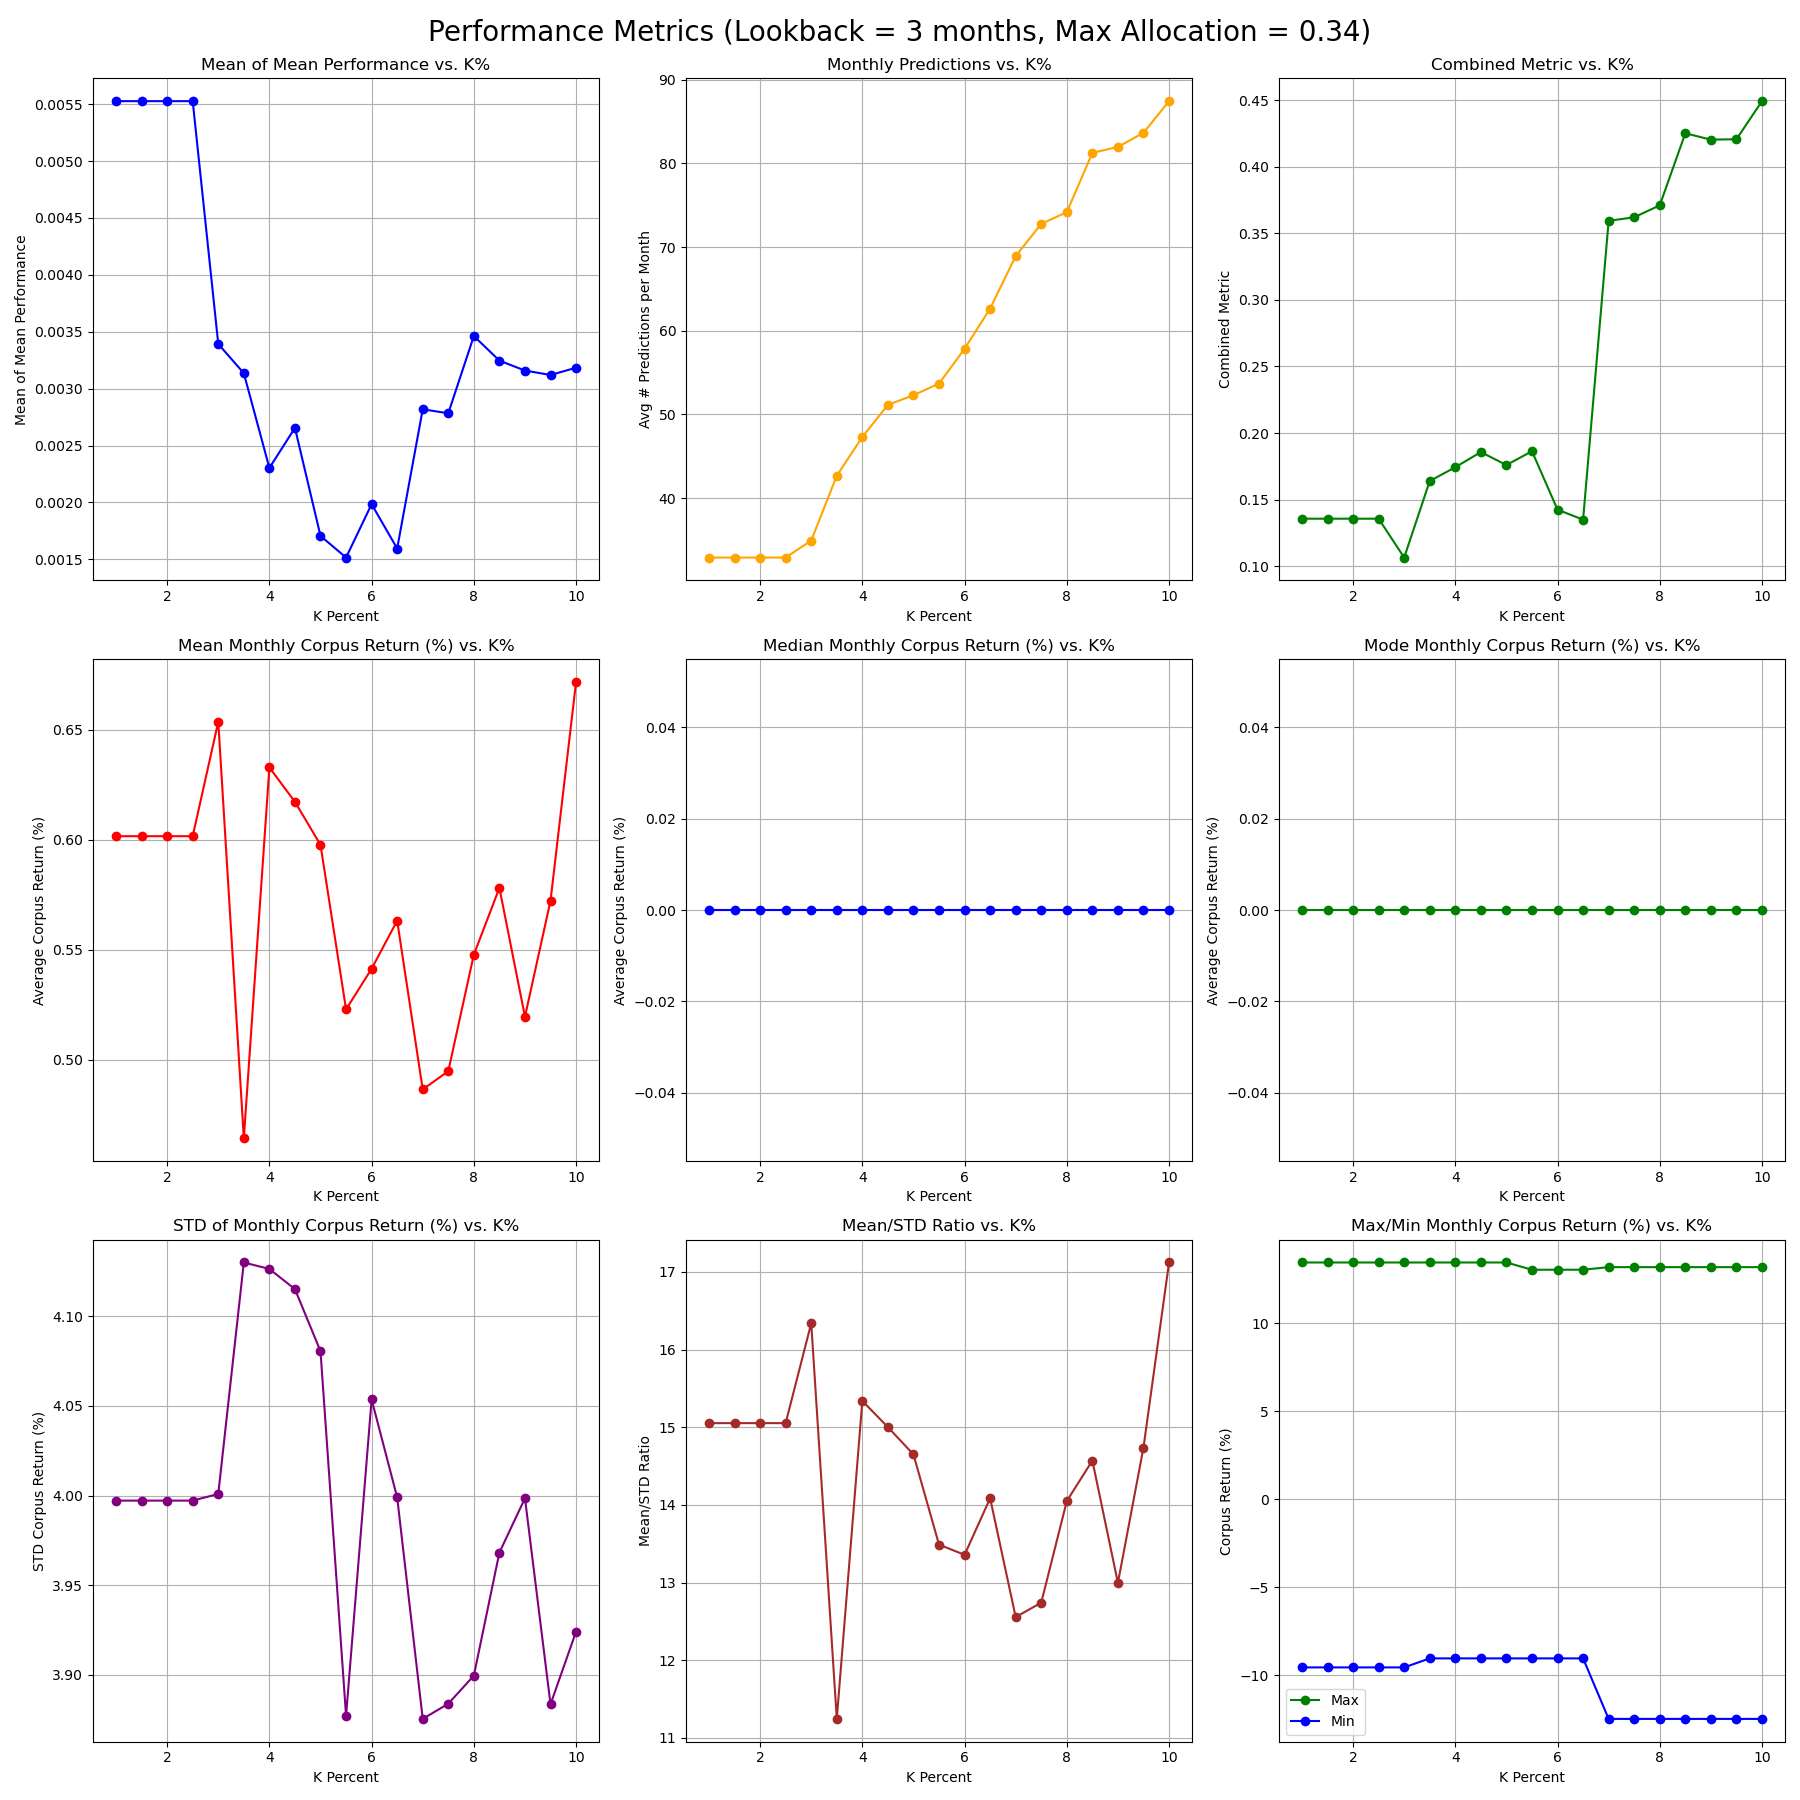 Performance Metrics (Lookback = 3 months, Max Allocation = 0.34)
Mean of Mean Performance vs. K%
Mean of Mean Performance
0.0055
0.0050
0.0045
0.0040
0.0035
0.0030
0.0025
0.0020
0.0015
2 4 6 8 10
K Percent
Monthly Predictions vs. K%
Avg # Predictions per Month
90
80
70
60
50
40
2 4 6 8 10
K Percent
Combined Metric vs. K%
Combined Metric
0.45
0.40
0.35
0.30
0.25
0.20
0.15
0.10
2 4 6 8 10
K Percent
Mean Monthly Corpus Return (%) vs. K%
Average Corpus Return (%)
0.65
0.60
0.55
0.50
2 4 6 8 10
K Percent
Median Monthly Corpus Return (%) vs. K%
Average Corpus Return (%)
0.04
0.02
0.00
−0.02
−0.04
2 4 6 8 10
K Percent
Mode Monthly Corpus Return (%) vs. K%
Average Corpus Return (%)
0.04
0.02
0.00
−0.02
−0.04
2 4 6 8 10
K Percent
STD of Monthly Corpus Return (%) vs. K%
STD Corpus Return (%)
4.10
4.05
4.00
3.95
3.90
2 4 6 8 10
K Percent
Mean/STD Ratio vs. K%
Mean/STD Ratio
17
16
15
14
13
12
11
2 4 6 8 10
K Percent
Max/Min Monthly Corpus Return (%) vs. K%
Corpus Return (%)
10
5
0
−5
−10
Max
Min
2 4 6 8 10
K Percent